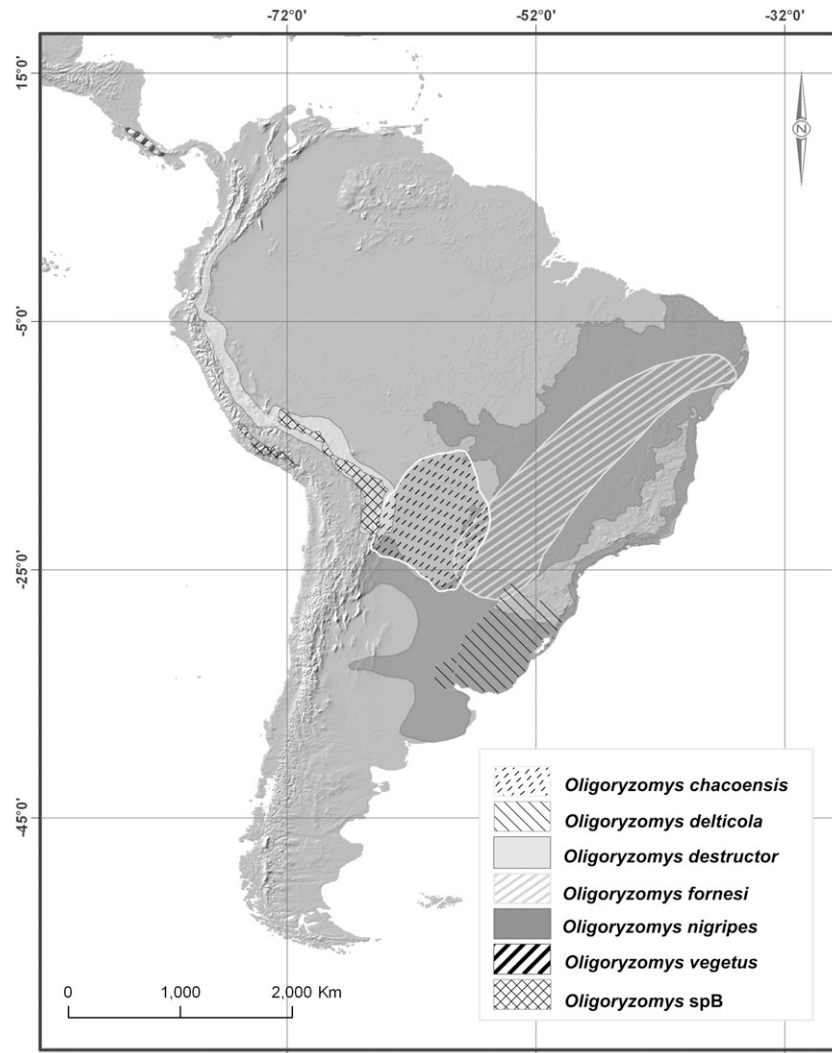 -72°0'
-52°0'
-32°0'
15°0'
-5°0'
-25°0'
-45°0'
N
Oligoryzomys chacoensis
Oligoryzomys delticola
Oligoryzomys destructor
Oligoryzomys fornesi
Oligoryzomys nigripes
Oligoryzomys vegetus
Oligoryzomys spB
0 1,000 2,000 Km